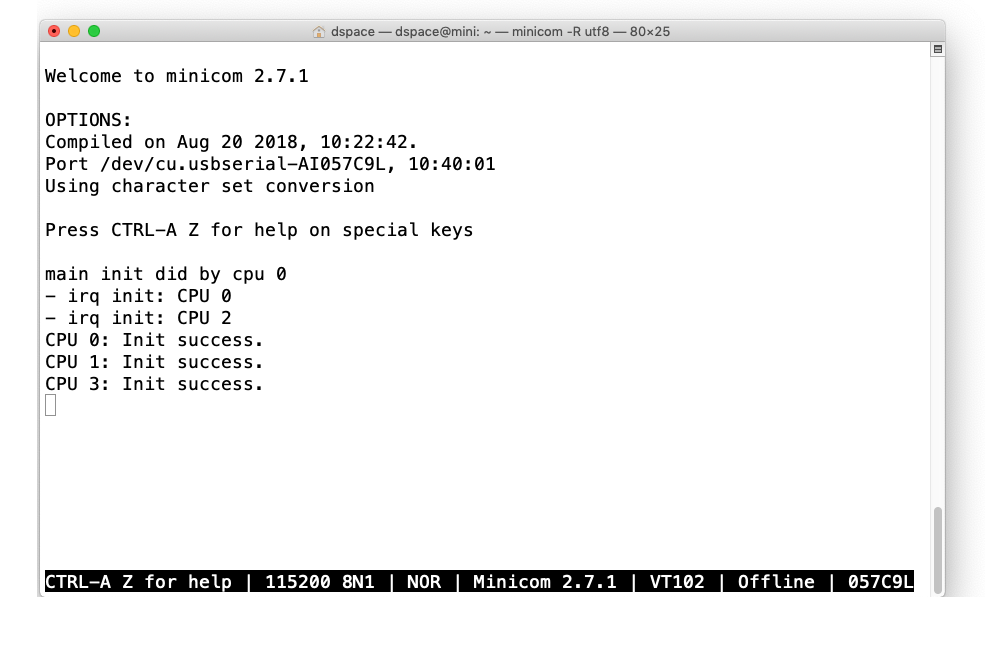 dspace — dspace@mini: ~ — minicom -R utf8 — 80×25
Welcome to minicom 2.7.1
OPTIONS:
Compiled on Aug 20 2018, 10:22:42.
Port /dev/cu.usbserial-AI057C9L, 10:40:01
Using character set conversion
Press CTRL-A Z for help on special keys
main init did by cpu 0
- irq init: CPU 0
- irq init: CPU 2
CPU 0: Init success.
CPU 1: Init success.
CPU 3: Init success.
CTRL-A Z for help | 115200 8N1 | NOR | Minicom 2.7.1 | VT102 | Offline | 057C9L